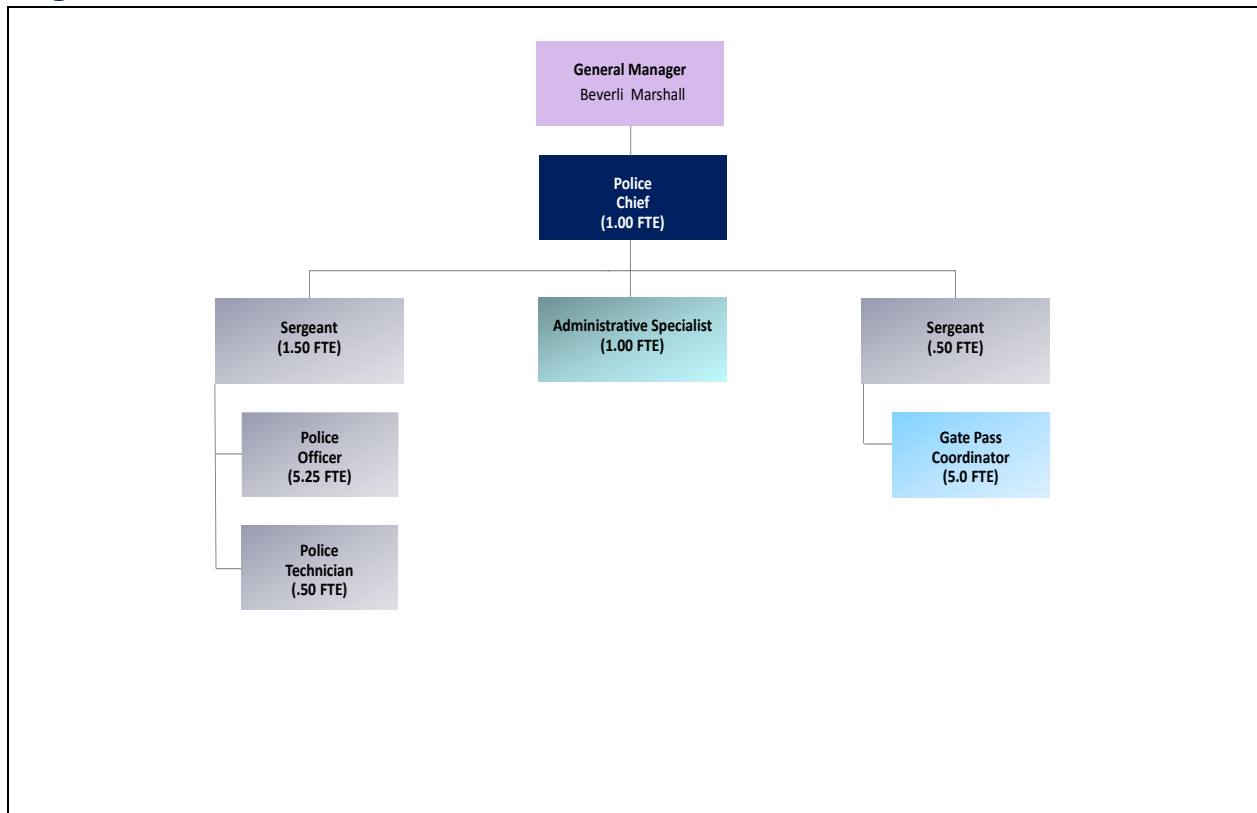 General Manager
Beverli Marshall
Police
Chief
(1.00 FTE)
Sergeant
(1.50 FTE)
Administrative Specialist
(1.00 FTE)
Sergeant
(.50 FTE)
Police
Officer
(5.25 FTE)
Gate Pass
Coordinator
(5.0 FTE)
Police
Technician
(.50 FTE)